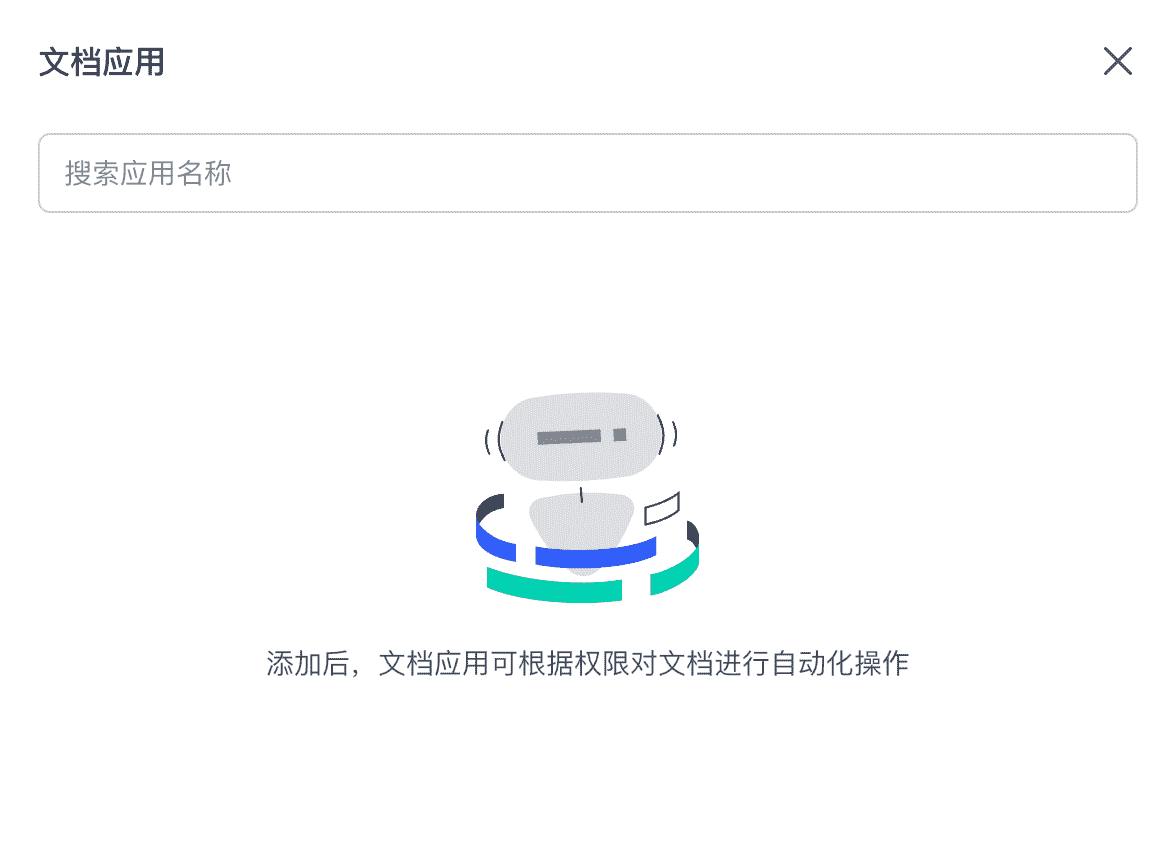 文档应用
搜索应用名称
添加后，文档应用可根据权限对文档进行自动化操作